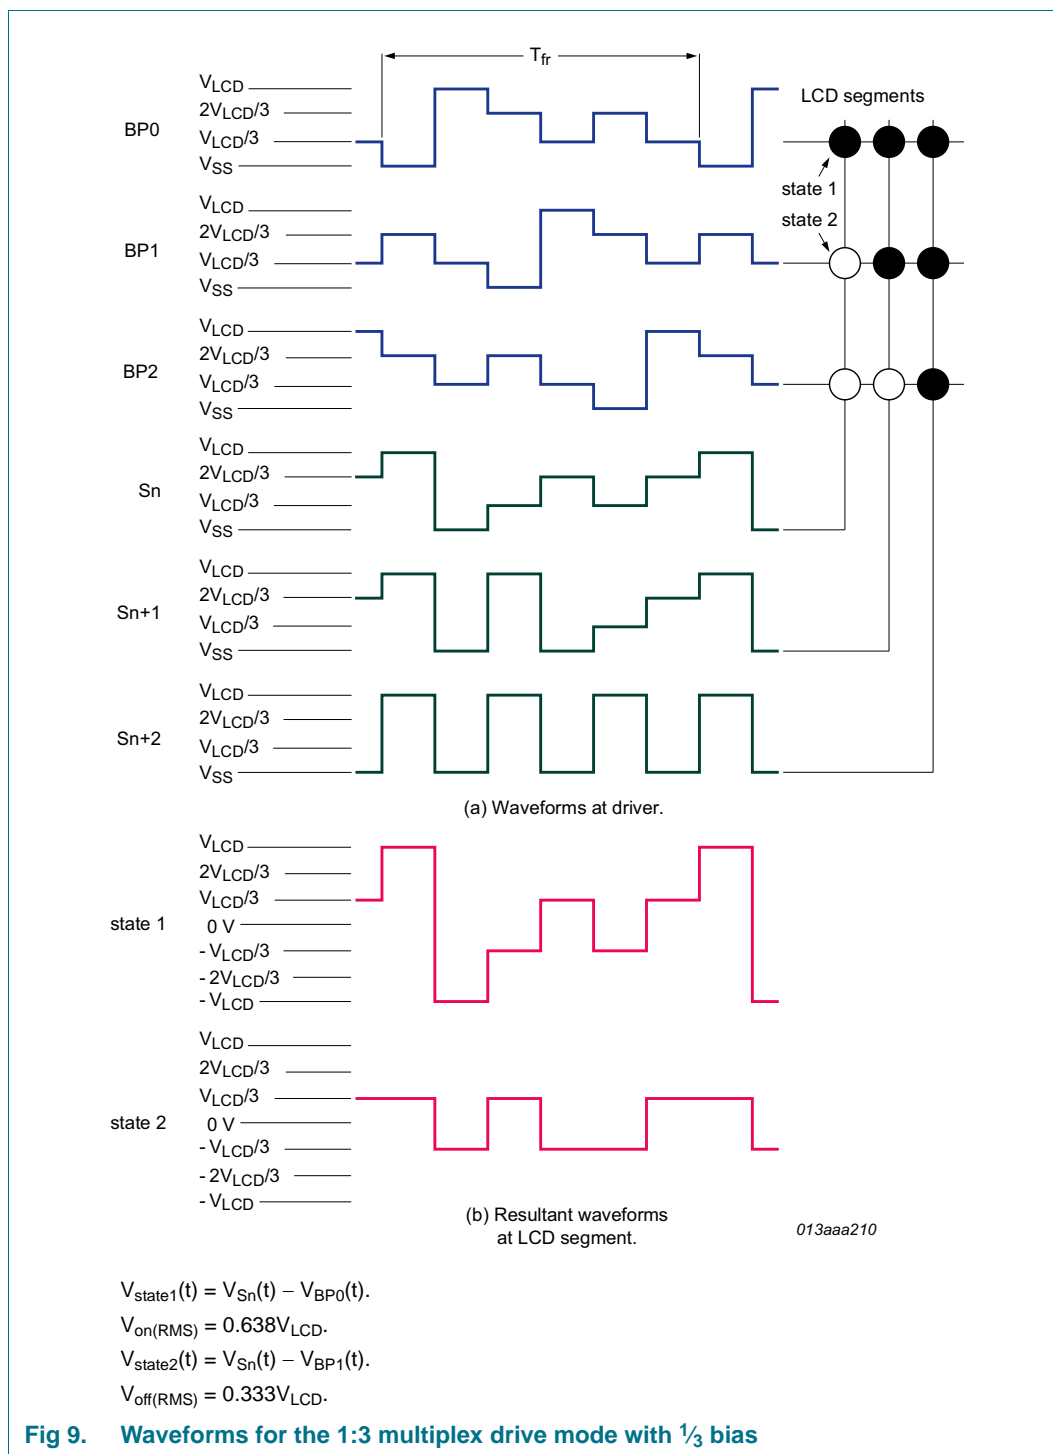 T_fr
BP0
V_LCD
2V_LCD/3
V_LCD/3
V_SS
LCD segments
state 1
BP1
V_LCD
2V_LCD/3
V_LCD/3
V_SS
state 2
BP2
V_LCD
2V_LCD/3
V_LCD/3
V_SS
Sn
V_LCD
2V_LCD/3
V_LCD/3
V_SS
Sn+1
V_LCD
2V_LCD/3
V_LCD/3
V_SS
Sn+2
V_LCD
2V_LCD/3
V_LCD/3
V_SS
(a) Waveforms at driver.
state 1
V_LCD
2V_LCD/3
V_LCD/3
0 V
- V_LCD/3
- 2V_LCD/3
- V_LCD
state 2
V_LCD
2V_LCD/3
V_LCD/3
0 V
- V_LCD/3
- 2V_LCD/3
- V_LCD
(b) Resultant waveforms
at LCD segment.
013aaa210
V_state1(t) = V_Sn(t) − V_BP0(t).
V_on(RMS) = 0.638V_LCD.
V_state2(t) = V_Sn(t) − V_BP1(t).
V_off(RMS) = 0.333V_LCD.
Fig 9. Waveforms for the 1:3 multiplex drive mode with 1⁄3 bias